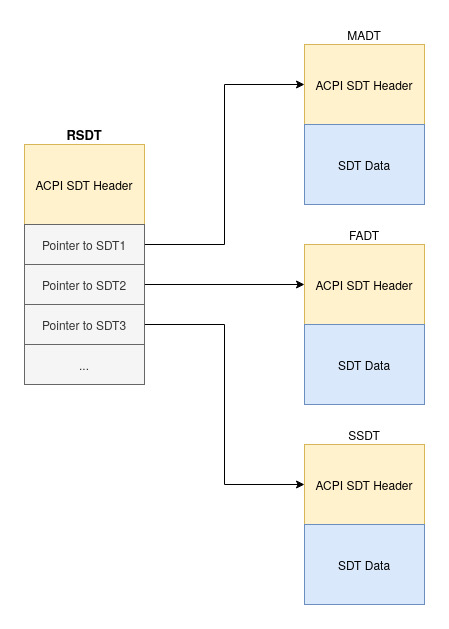 RSDT
ACPI SDT Header
Pointer to SDT1
Pointer to SDT2
Pointer to SDT3
...
MADT
ACPI SDT Header
SDT Data
FADT
ACPI SDT Header
SDT Data
SSDT
ACPI SDT Header
SDT Data